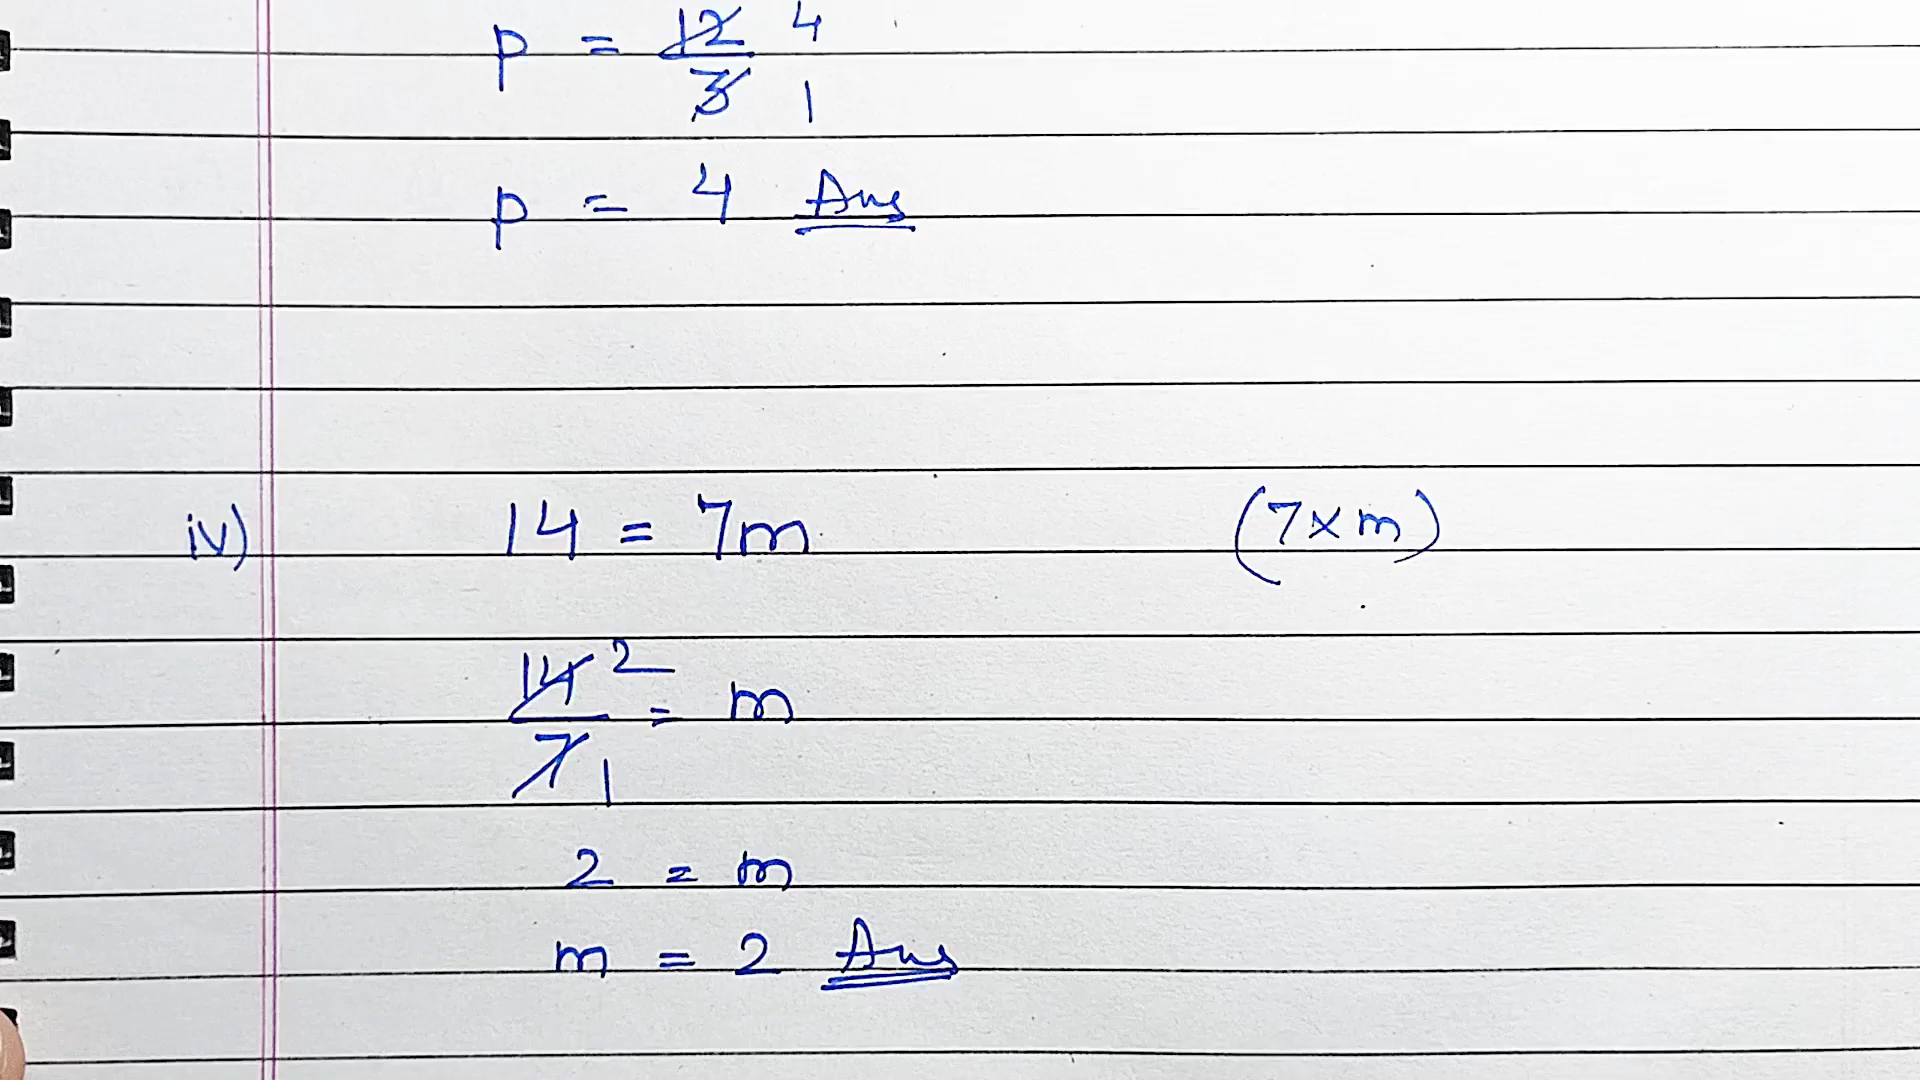 p = 12/3 4/1
p = 4 Ans
iv) 14 = 7m (7×m)
14/7 2/1 = m
2 = m
m = 2 Ans